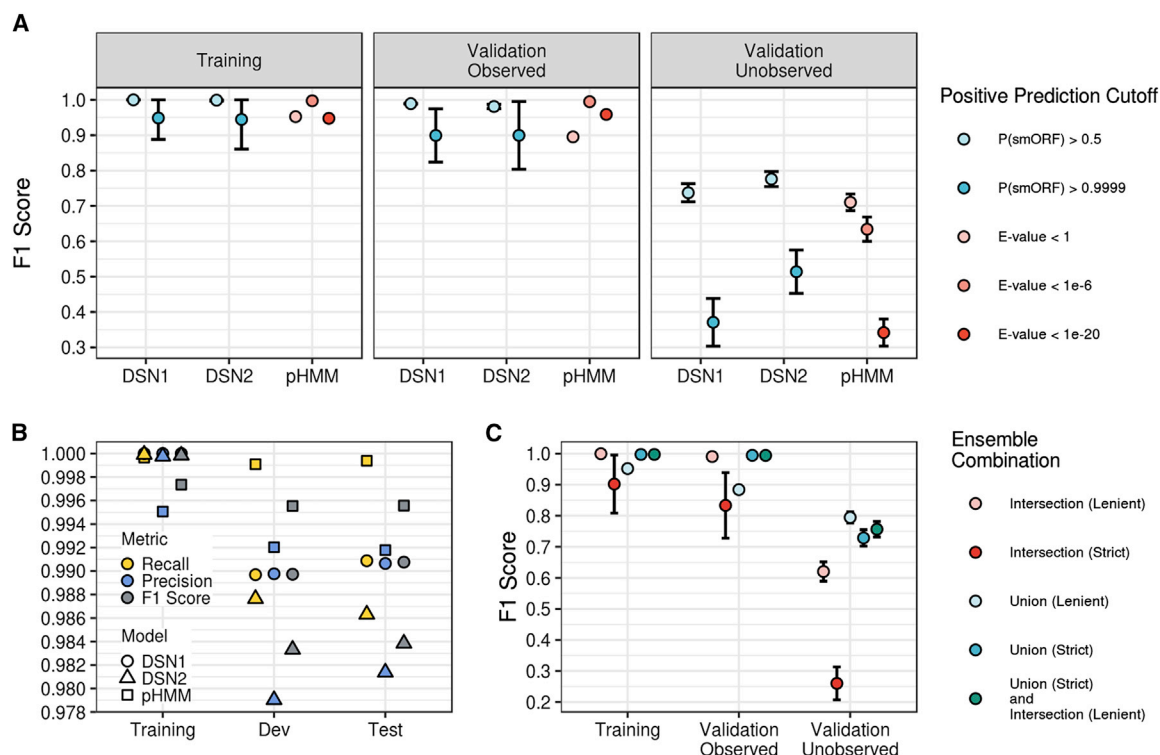 A
Training
Validation
Observed
Validation
Unobserved
F1 Score
1.0
0.9
0.8
0.7
0.6
0.5
0.4
0.3
DSN1 DSN2 pHMM
DSN1 DSN2 pHMM
DSN1 DSN2 pHMM
Positive Prediction Cutoff
P(smORF) > 0.5
P(smORF) > 0.9999
E-value < 1
E-value < 1e-6
E-value < 1e-20
B
1.000
0.998
0.996
0.994
0.992
0.990
0.988
0.986
0.984
0.982
0.980
0.978
Metric
Recall
Precision
F1 Score
Model
DSN1
DSN2
pHMM
Training Dev Test
C
F1 Score
1.0
0.9
0.8
0.7
0.6
0.5
0.4
0.3
0.2
Training
Validation
Observed
Validation
Unobserved
Ensemble
Combination
Intersection (Lenient)
Intersection (Strict)
Union (Lenient)
Union (Strict)
Union (Strict)
and
Intersection (Lenient)